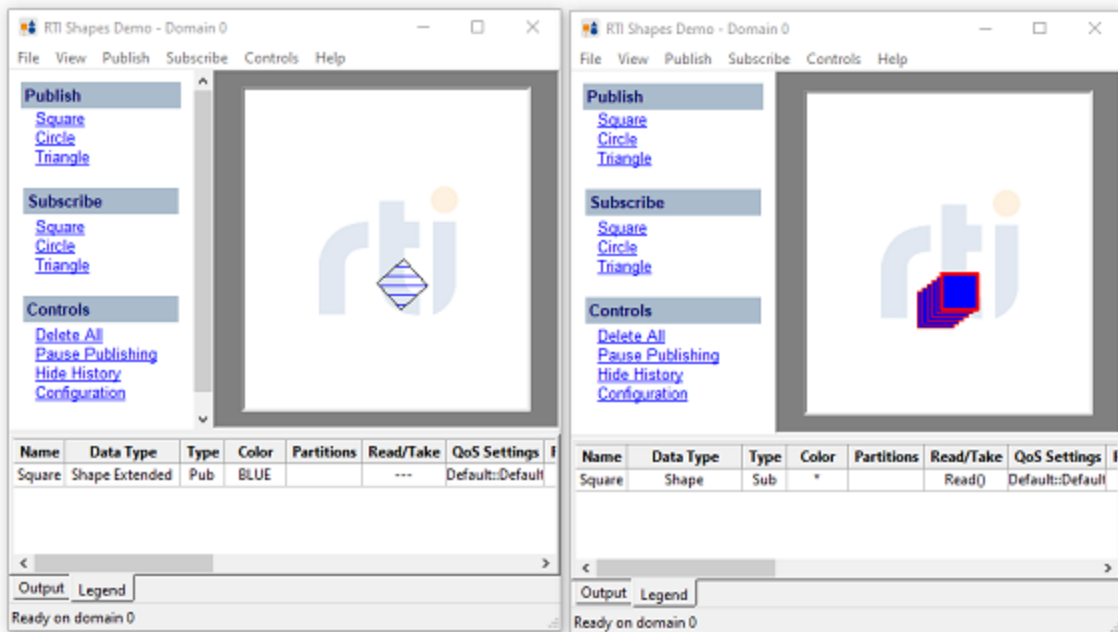 RTI Shapes Demo - Domain 0
File View Publish Subscribe Controls Help
Publish
Square
Circle
Triangle
Subscribe
Square
Circle
Triangle
Controls
Delete All
Pause Publishing
Hide History
Configuration
rti
Name Data Type Type Color Partitions Read/Take QoS Settings
Square Shape Extended Pub BLUE --- Default::Default
Output Legend
Ready on domain 0
RTI Shapes Demo - Domain 0
File View Publish Subscribe Controls Help
Publish
Square
Circle
Triangle
Subscribe
Square
Circle
Triangle
Controls
Delete All
Pause Publishing
Hide History
Configuration
rti
Name Data Type Type Color Partitions Read/Take QoS Settings
Square Shape Sub * Read() Default::Default
Output Legend
Ready on domain 0